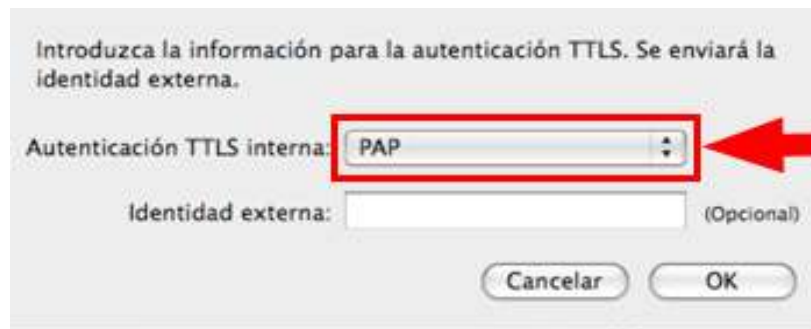 Introduzca la información para la autenticación TTLS. Se enviará la
identidad externa.
Autenticación TTLS interna: PAP
Identidad externa: (Opcional)
Cancelar OK